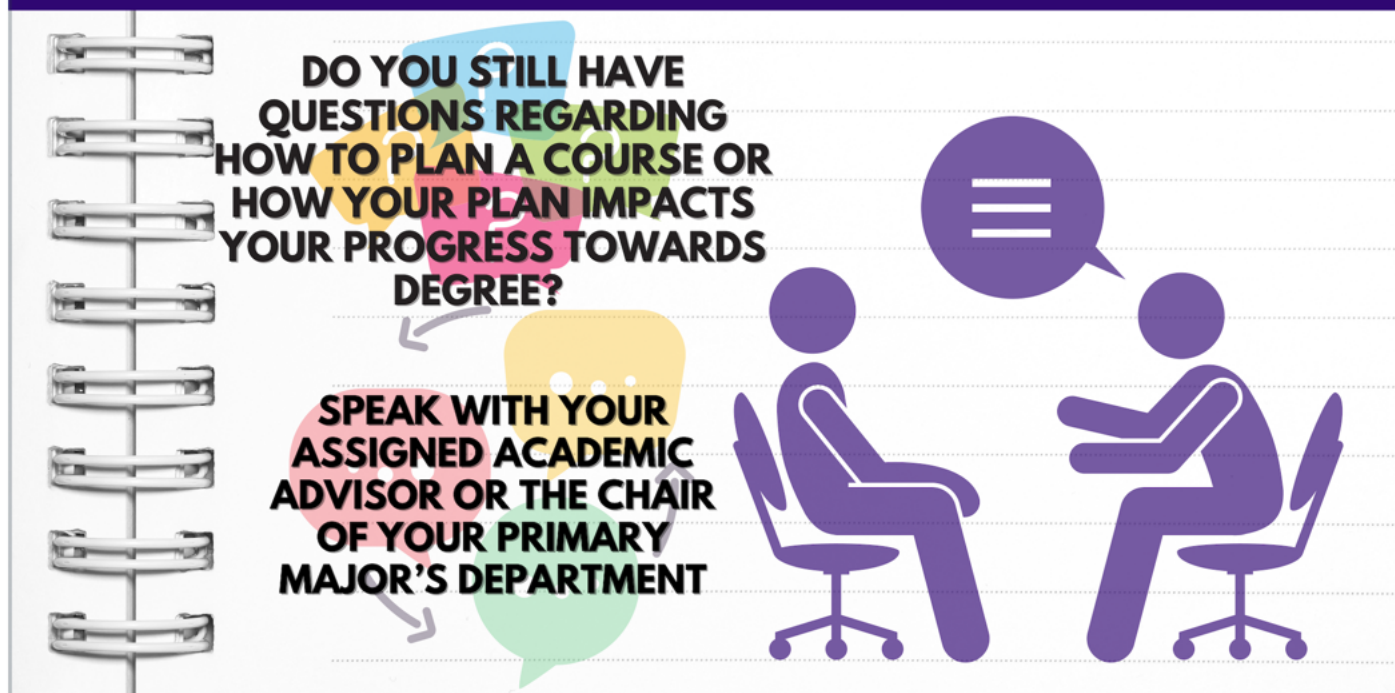 DO YOU STILL HAVE
QUESTIONS REGARDING
HOW TO PLAN A COURSE OR
HOW YOUR PLAN IMPACTS
YOUR PROGRESS TOWARDS
DEGREE?
SPEAK WITH YOUR
ASSIGNED ACADEMIC
ADVISOR OR THE CHAIR
OF YOUR PRIMARY
MAJOR'S DEPARTMENT